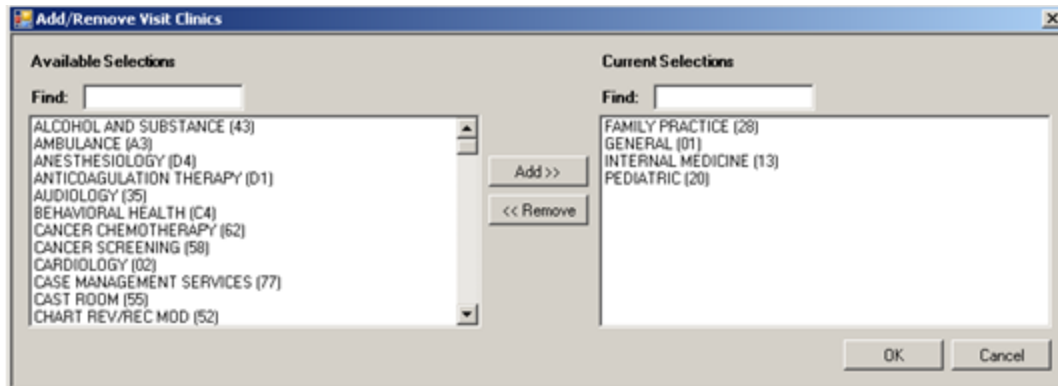 Add/Remove Visit Clinics
Available Selections
Find:
ALCOHOL AND SUBSTANCE (43)
AMBULANCE (A3)
ANESTHESIOLOGY (D4)
ANTICOAGULATION THERAPY (D1)
AUDIOLOGY (35)
BEHAVIORAL HEALTH (C4)
CANCER CHEMOTHERAPY (62)
CANCER SCREENING (58)
CARDIOLOGY (02)
CASE MANAGEMENT SERVICES (77)
CAST ROOM (55)
CHART REV/REC MOD (52)
Add >>
<< Remove
Current Selections
Find:
FAMILY PRACTICE (28)
GENERAL (01)
INTERNAL MEDICINE (13)
PEDIATRIC (20)
OK
Cancel